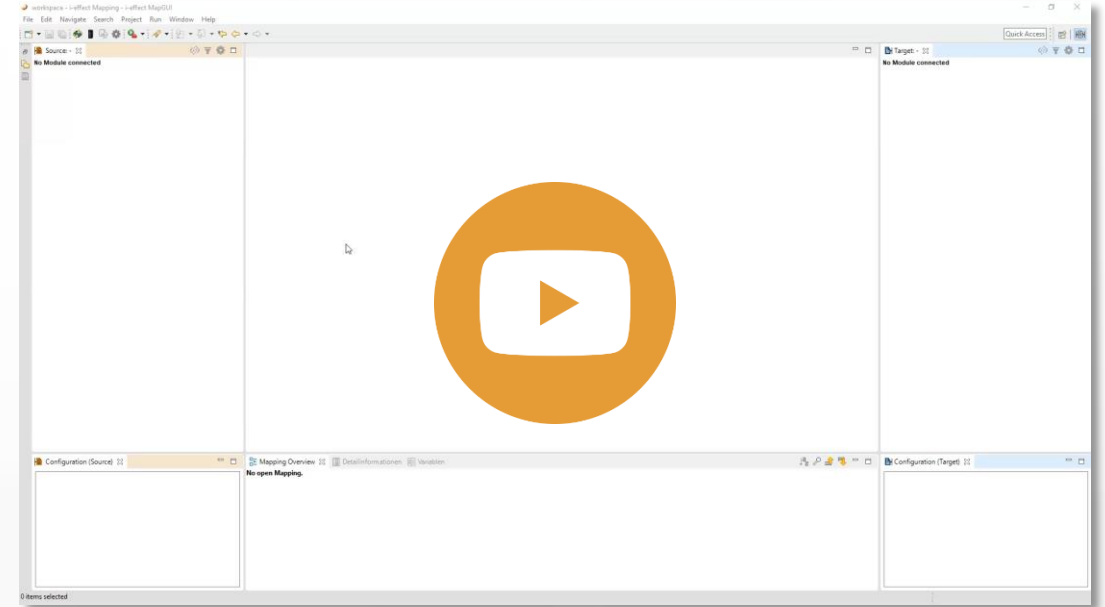 workspace - i-effect Mapping - i-effect MapGUI
File Edit Navigate Search Project Run Window Help
Quick Access
Source: -
Target: -
No Module connected
No Module connected
Configuration (Source)
Mapping Overview
Detailinformationen
Variablen
Configuration (Target)
No open Mapping.
0 items selected